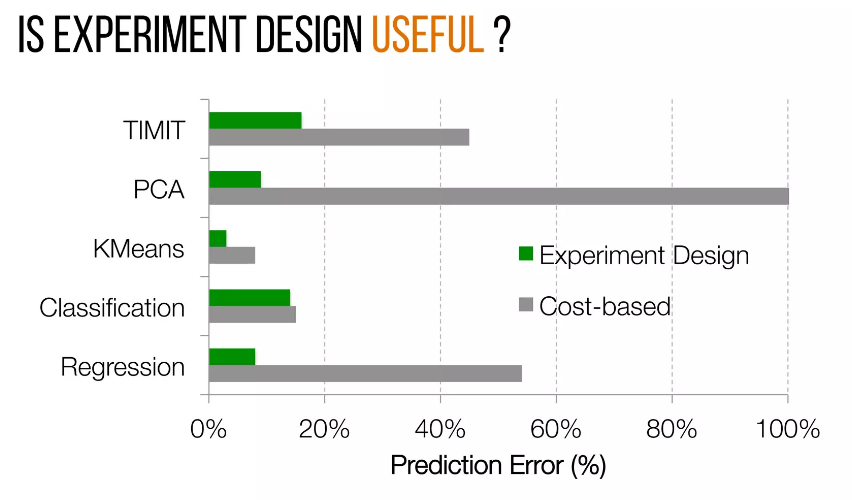 IS EXPERIMENT DESIGN USEFUL ?
TIMIT
PCA
KMeans
Classification
Regression
Experiment Design
Cost-based
0% 20% 40% 60% 80% 100%
Prediction Error (%)